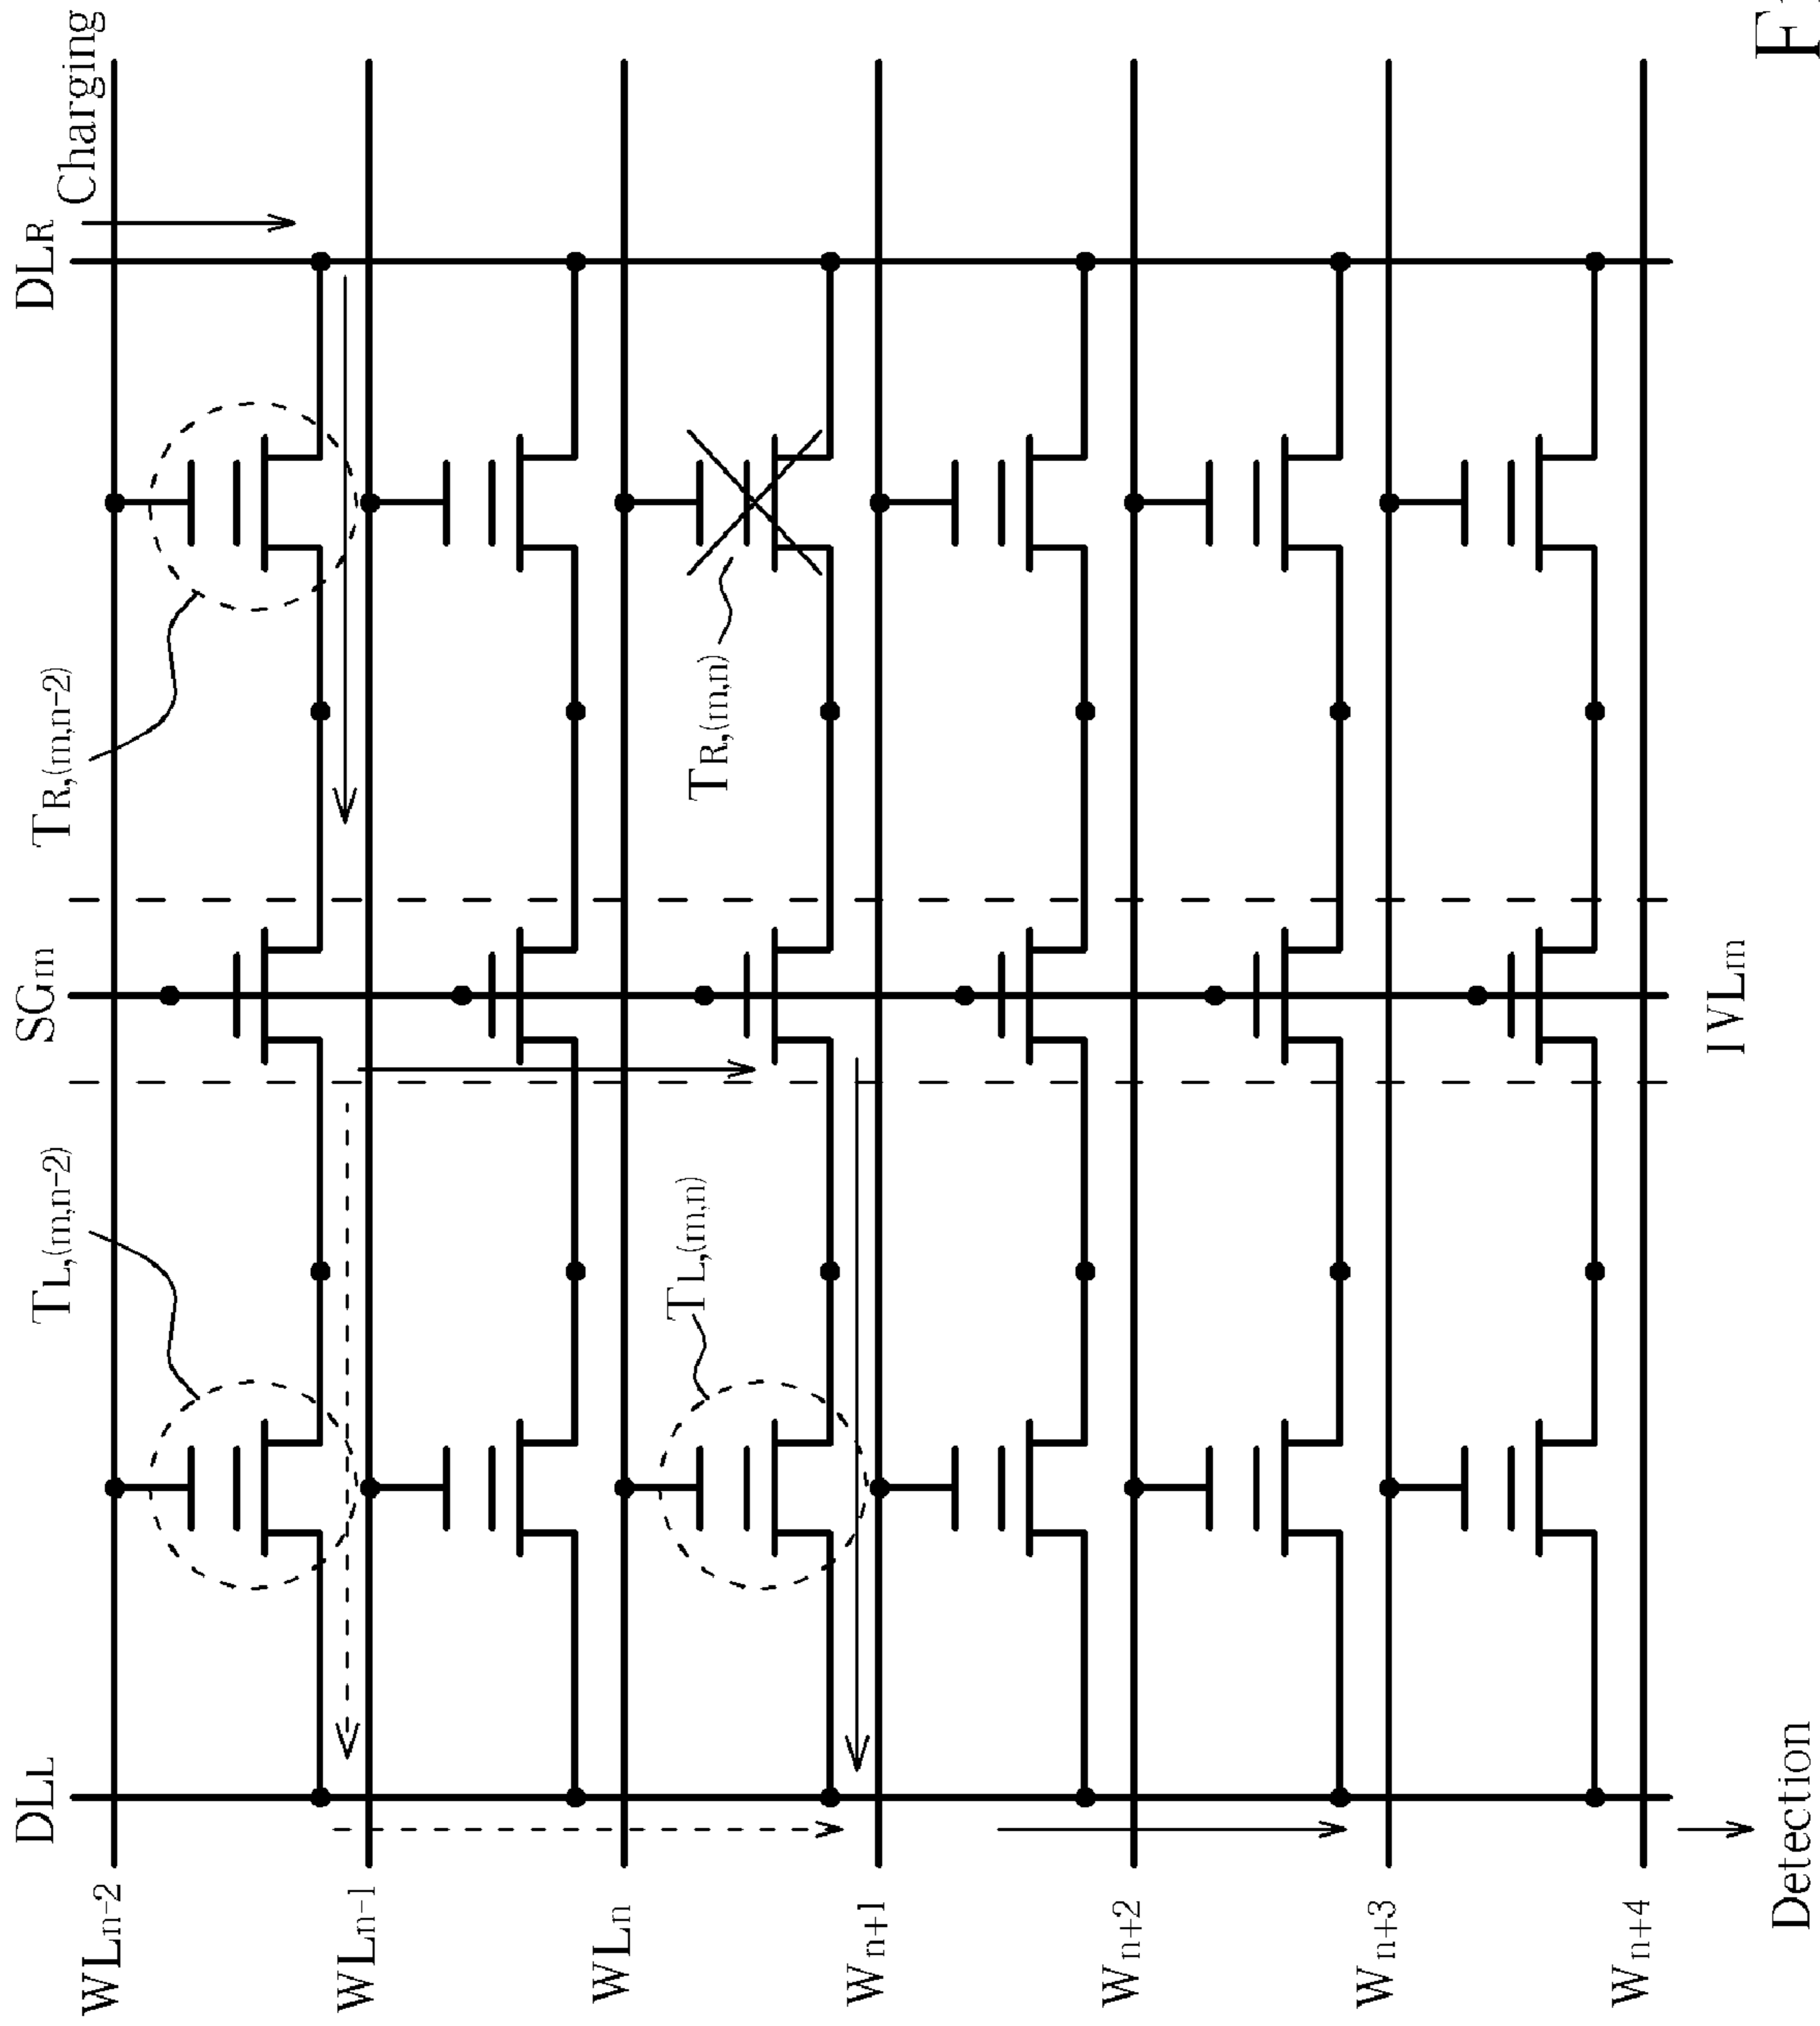 Charging
DLR
TR,(m,n-2)
TR,(m,n)
SGm
IVLm
TL,(m,n-2)
TL,(m,n)
DLL
WLn-2
WLn-1
WLn
Wn+1
Wn+2
Wn+3
Wn+4
Detection